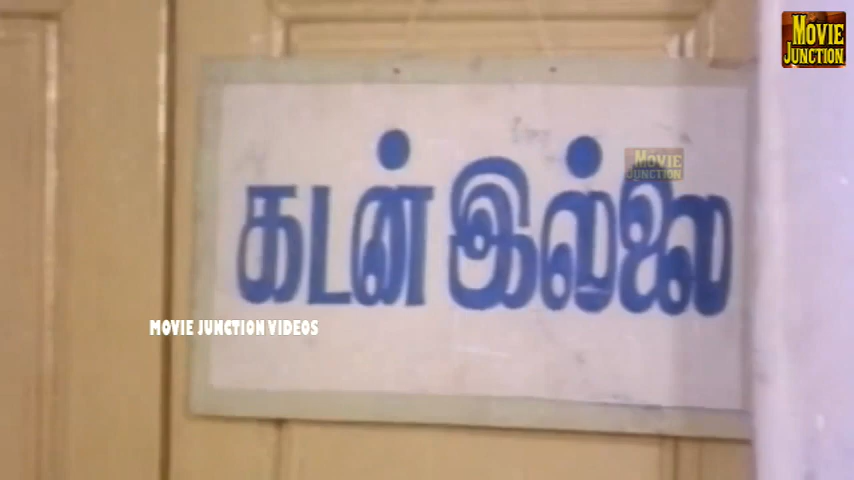 MOVIE
JUNCTION
MOVIE
JUNCTION
கடன் இல்லை
MOVIE JUNCTION VIDEOS